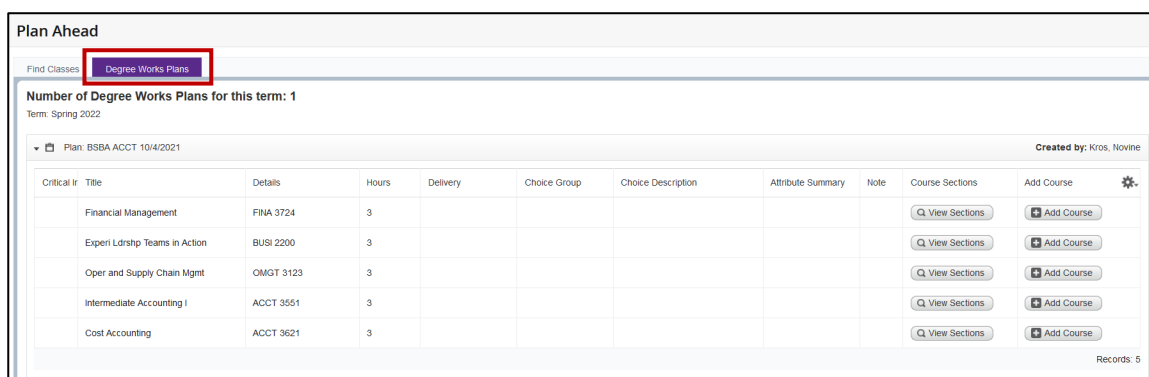 Plan Ahead
Find Classes Degree Works Plans
Number of Degree Works Plans for this term: 1
Term: Spring 2022
Plan: BSBA ACCT 10/4/2021 Created by: Kros, Novine
Critical Ir Title Details Hours Delivery Choice Group Choice Description Attribute Summary Note Course Sections Add Course
Financial Management FINA 3724 3 View Sections Add Course
Experi Ldrshp Teams in Action BUSI 2200 3 View Sections Add Course
Oper and Supply Chain Mgmt OMGT 3123 3 View Sections Add Course
Intermediate Accounting I ACCT 3551 3 View Sections Add Course
Cost Accounting ACCT 3621 3 View Sections Add Course
Records: 5